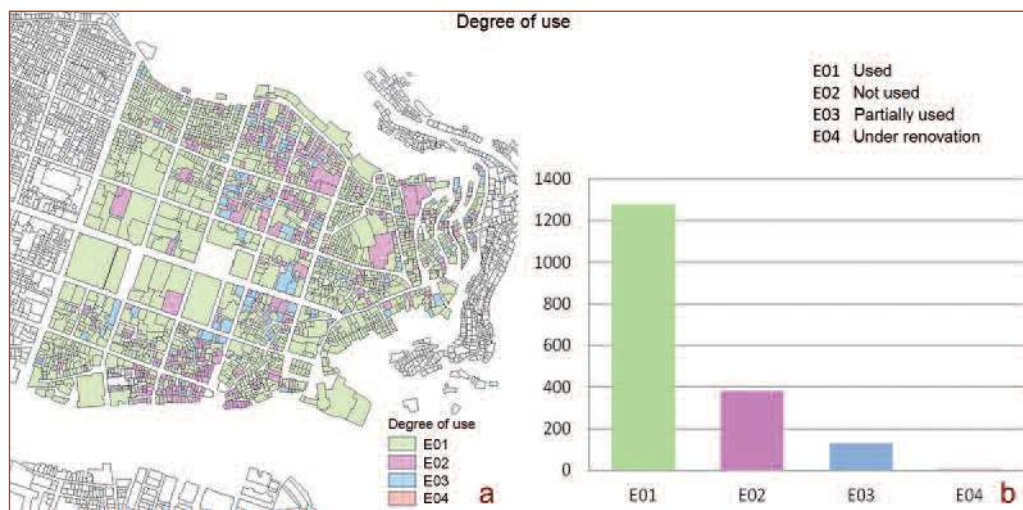 Degree of use
E01 Used
E02 Not used
E03 Partially used
E04 Under renovation
Degree of use
E01
E02
E03
E04
a
1400
1200
1000
800
600
400
200
0
E01 E02 E03 E04
b